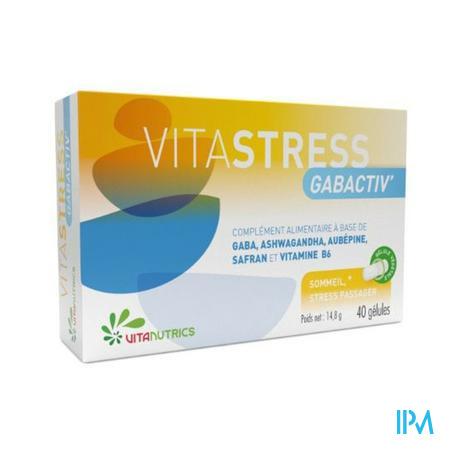 VITASTRESS
GABACTIV'
COMPLÉMENT ALIMENTAIRE À BASE DE
GABA, ASHWAGANDHA, AUBÉPINE,
SAFRAN ET VITAMINE B6
SOMMEIL,*
STRESS PASSAGER
Poids net : 14,8 g
40 gélules
VITANUTRICS
VITASTRESS
GABACTIV'
IPM